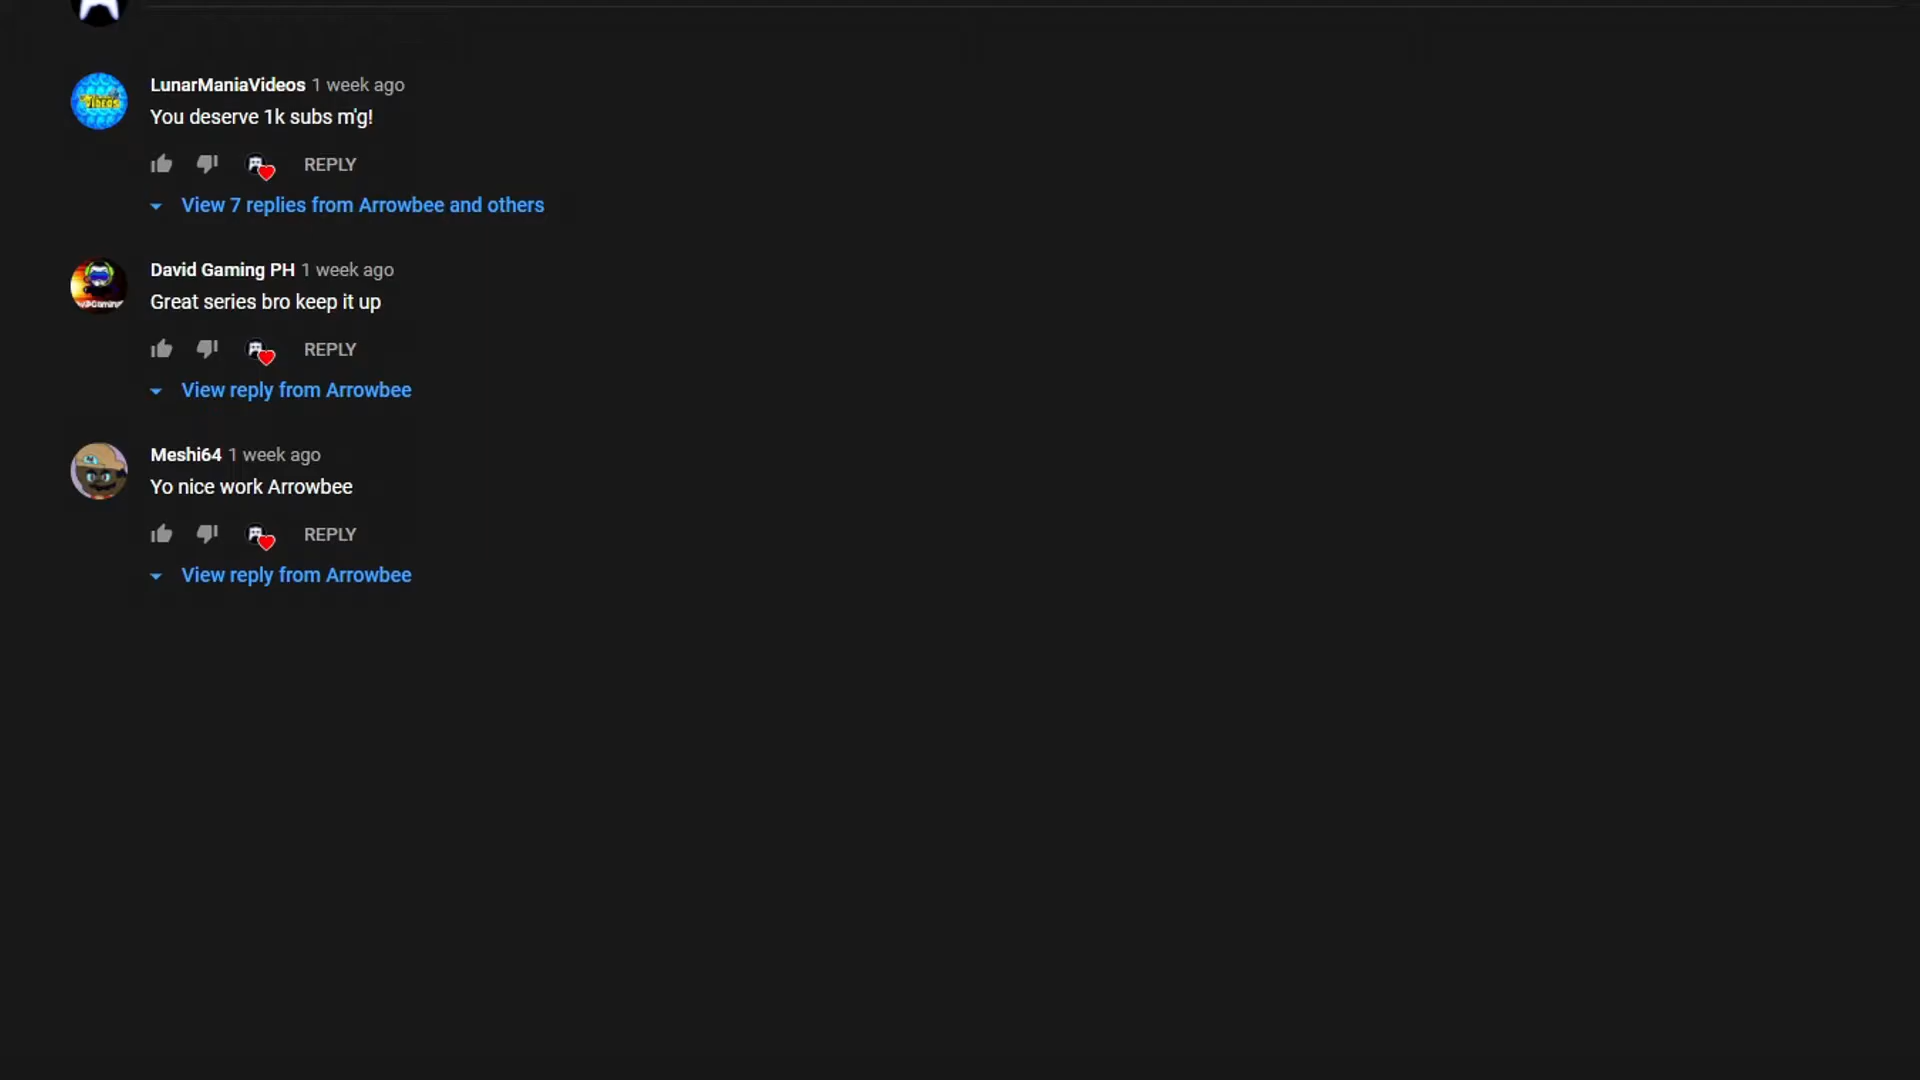 LunarManiaVideos 1 week ago
You deserve 1k subs m'g!
REPLY
View 7 replies from Arrowbee and others
David Gaming PH 1 week ago
Great series bro keep it up
REPLY
View reply from Arrowbee
Meshi64 1 week ago
Yo nice work Arrowbee
REPLY
View reply from Arrowbee